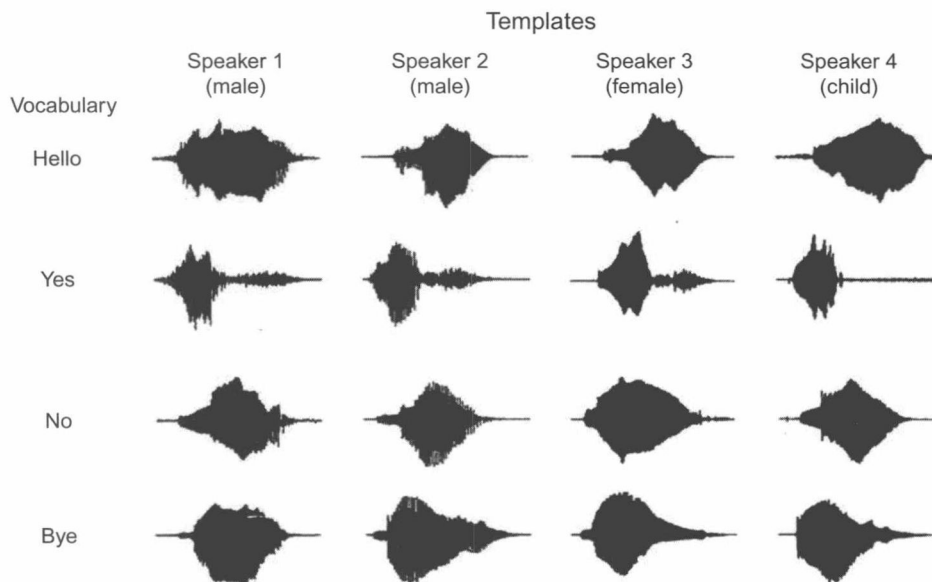 Templates
Speaker 1 Speaker 2 Speaker 3 Speaker 4
(male) (male) (female) (child)
Vocabulary
Hello
Yes
No
Bye